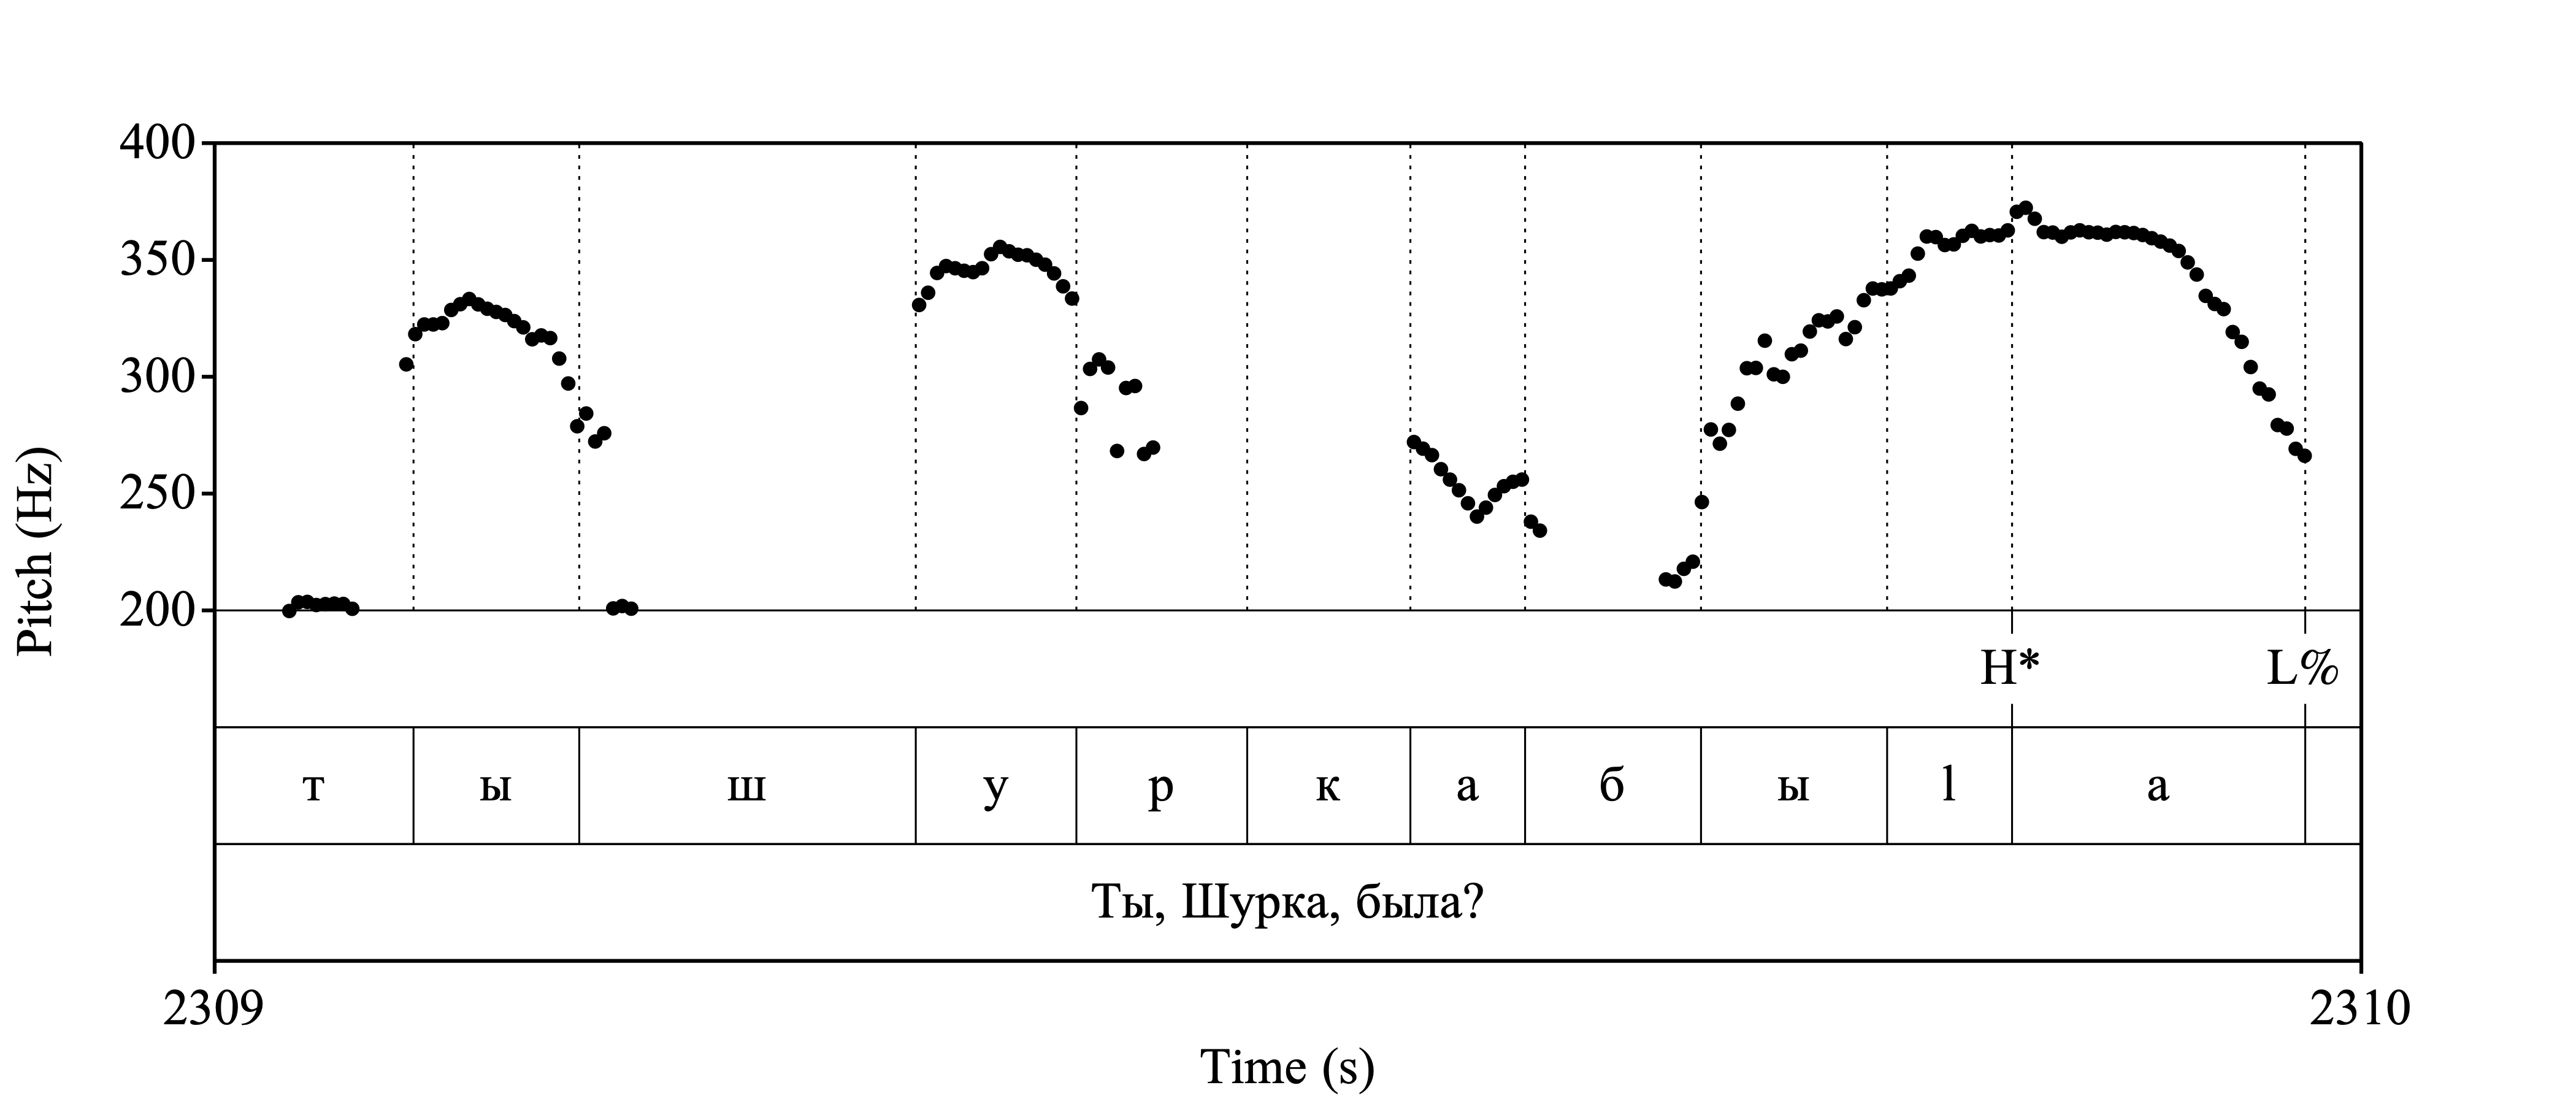 400
350
300
250
200
Pitch (Hz)
H* L%
т ы ш у р к а б ы l а
Ты, Шурка, была?
2309 2310
Time (s)